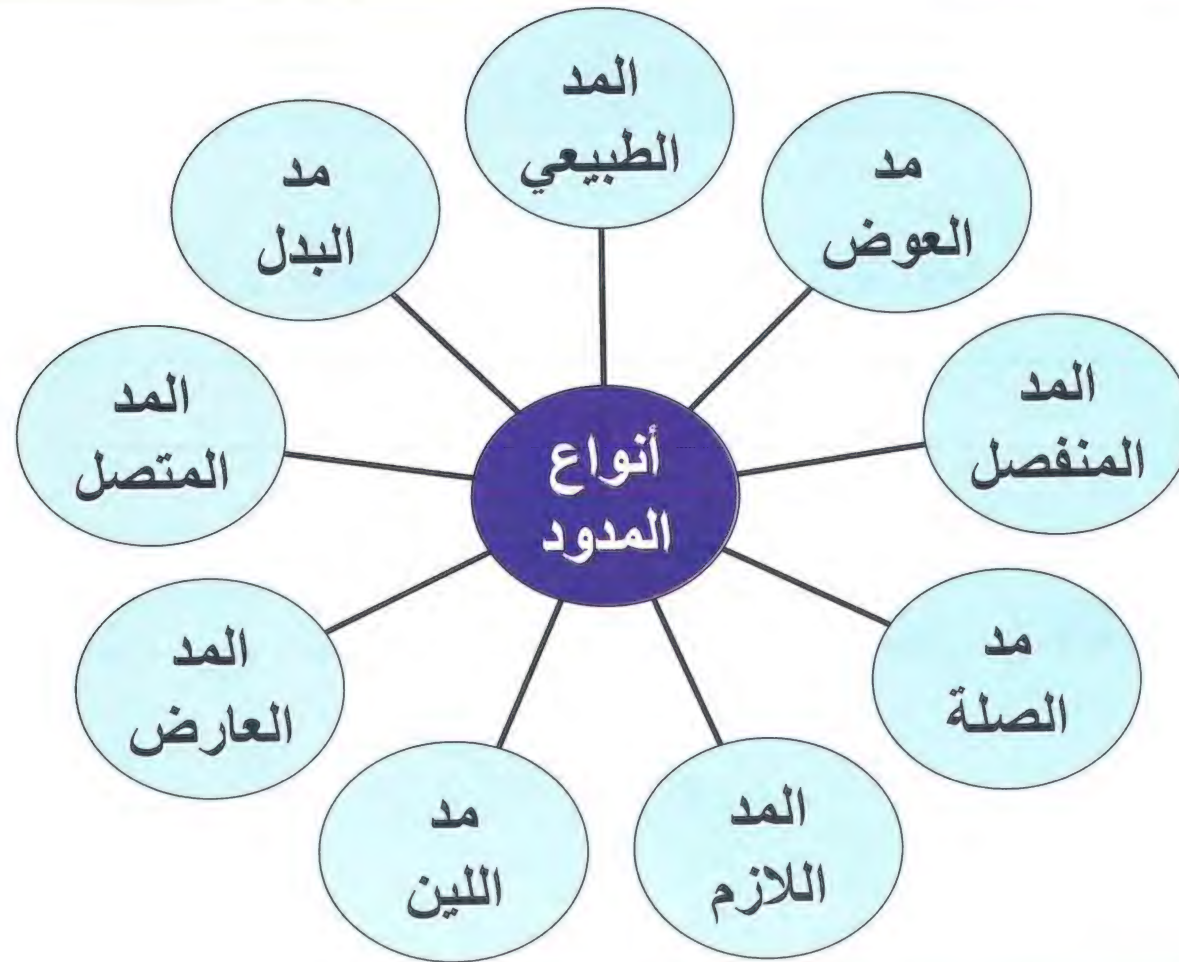 المد
الطبيعي
مد
العوض
المد
المنفصل
مد
الصلة
المد
اللازم
مد
اللين
المد
العارض
المد
المتصل
مد
البدل
أنواع
المدود